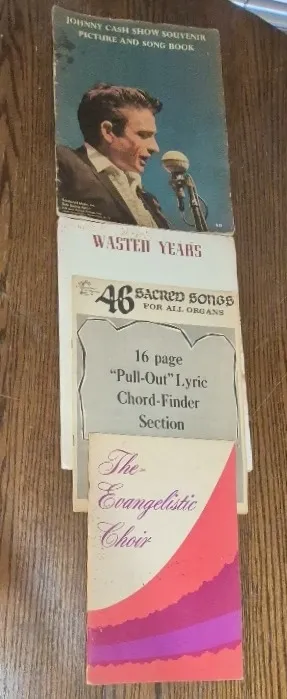 JOHNNY CASH SHOW SOUVENIR
PICTURE AND SONG BOOK
WASTED YEARS
46 SACRED SONGS
FOR ALL ORGANS
16 page
"Pull-Out" Lyric
Chord-Finder
Section
The
Evangelistic
Choir